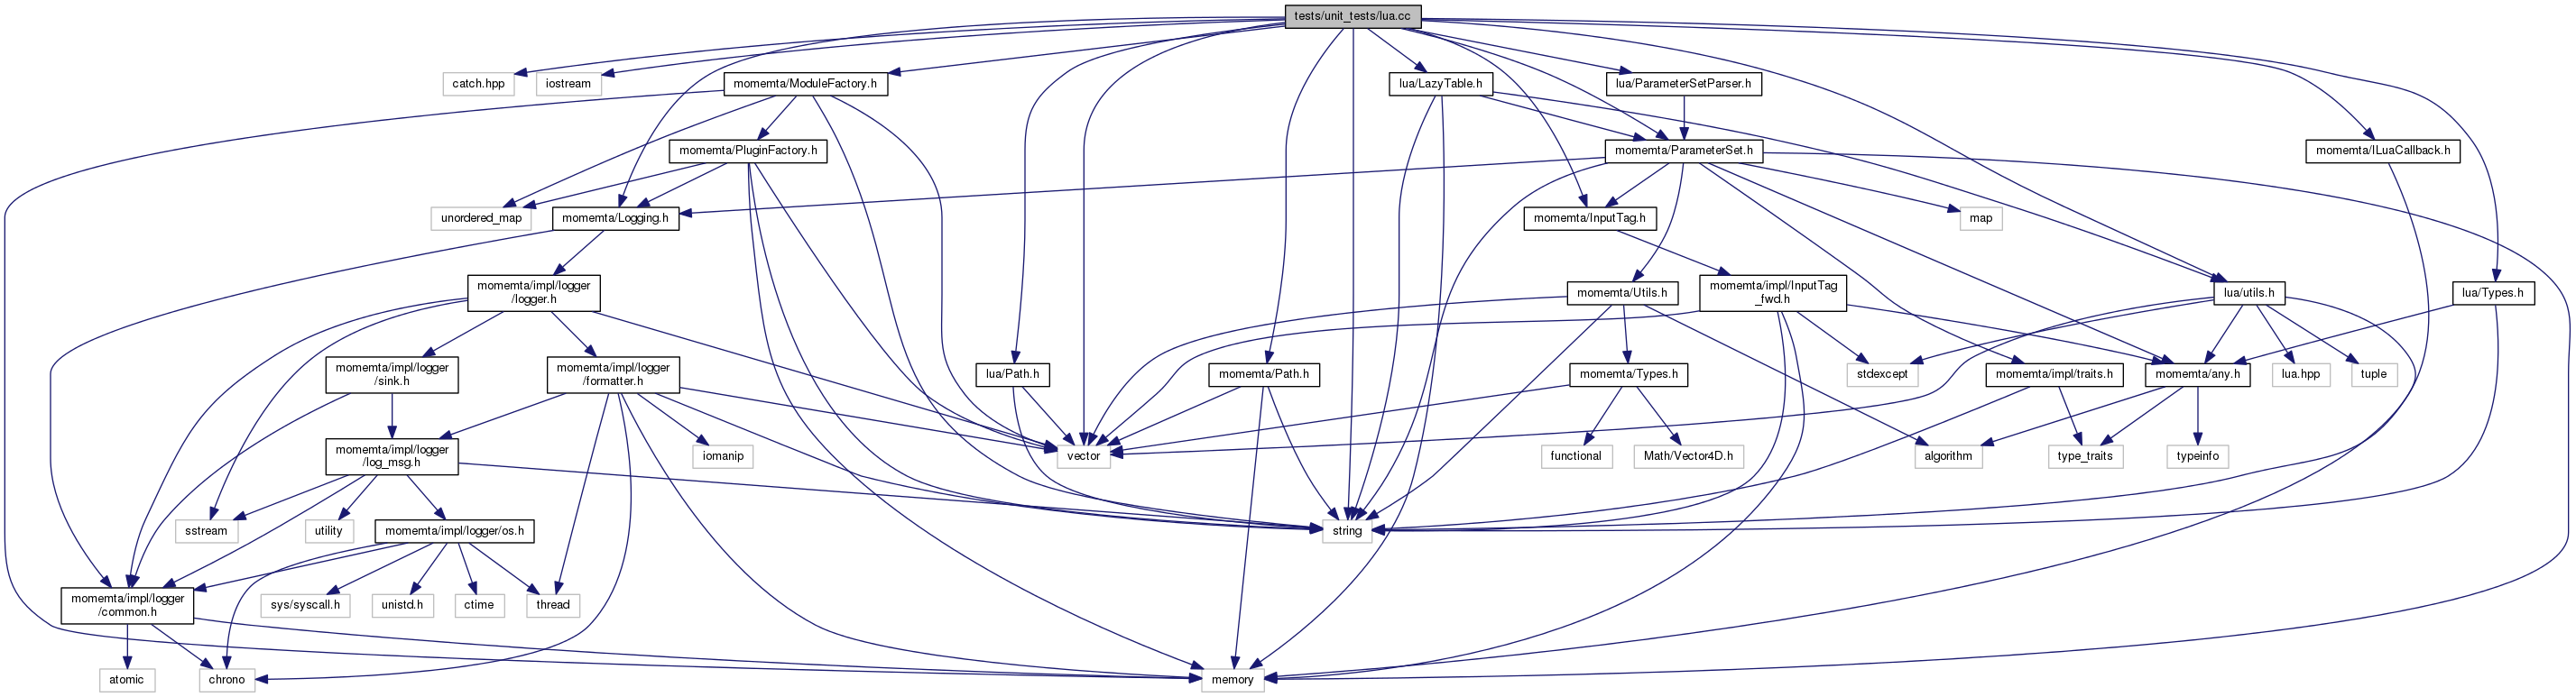 tests/unit_tests/lua.cc
catch.hpp
iostream
momemta/ModuleFactory.h
lua/LazyTable.h
lua/ParameterSetParser.h
momemta/PluginFactory.h
momemta/ParameterSet.h
momemta/ILuaCallback.h
unordered_map
momemta/Logging.h
momemta/InputTag.h
map
momemta/impl/logger
/logger.h
momemta/Utils.h
momemta/impl/InputTag
_fwd.h
lua/utils.h
lua/Types.h
momemta/impl/logger
/sink.h
momemta/impl/logger
/formatter.h
lua/Path.h
momemta/Path.h
momemta/Types.h
stdexcept
momemta/impl/traits.h
momemta/any.h
lua.hpp
tuple
momemta/impl/logger
/log_msg.h
iomanip
vector
functional
Math/Vector4D.h
algorithm
type_traits
typeinfo
sstream
utility
momemta/impl/logger/os.h
string
momemta/impl/logger
/common.h
sys/syscall.h
unistd.h
ctime
thread
atomic
chrono
memory